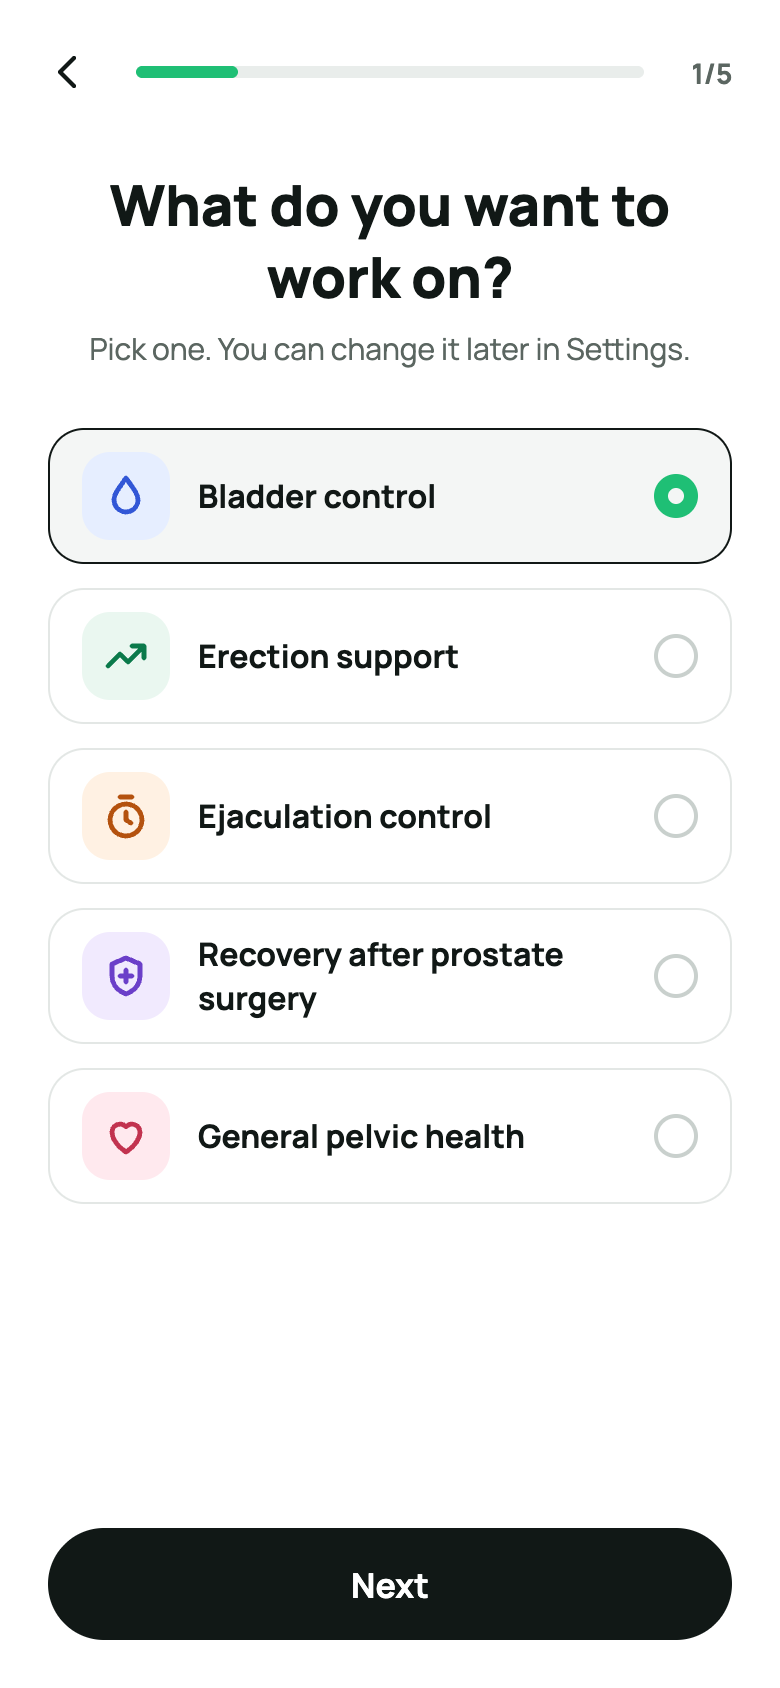 1/5
What do you want to
work on?
Pick one. You can change it later in Settings.
Bladder control
Erection support
Ejaculation control
Recovery after prostate
surgery
General pelvic health
Next